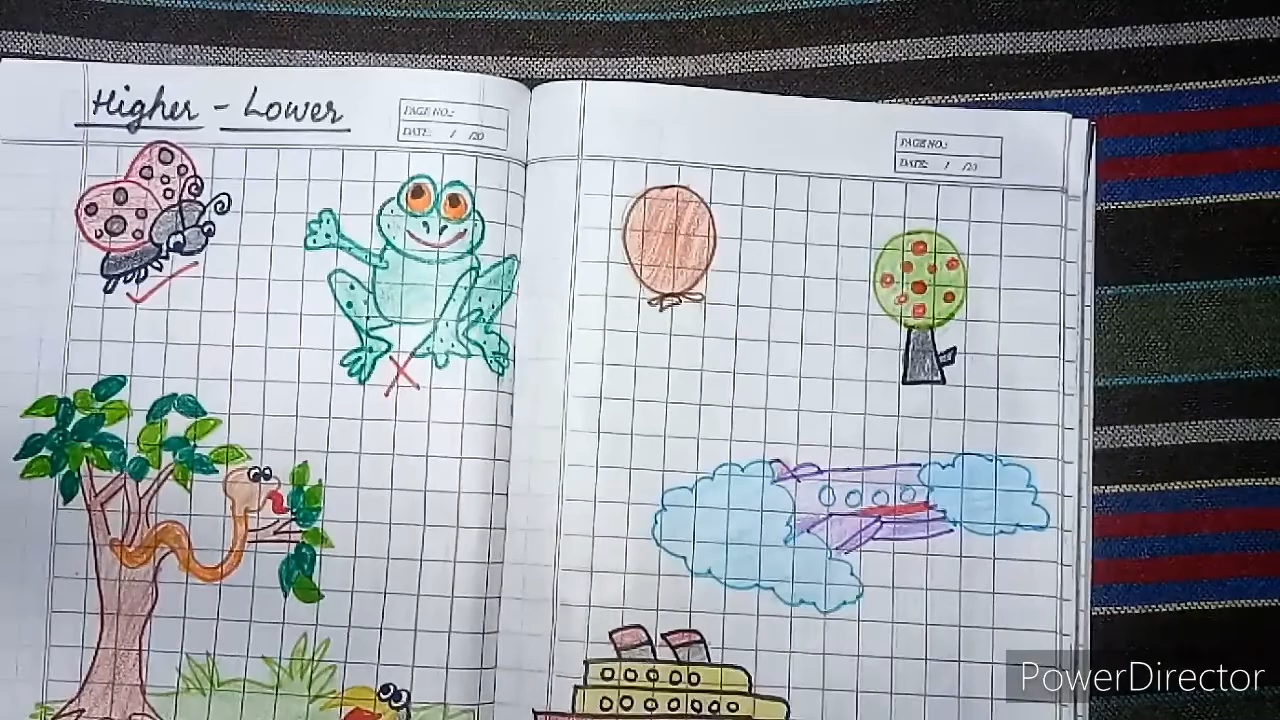 Higher - Lower
PAGE NO.:
DATE: / /20
PAGE NO.:
DATE: / /20
PowerDirector